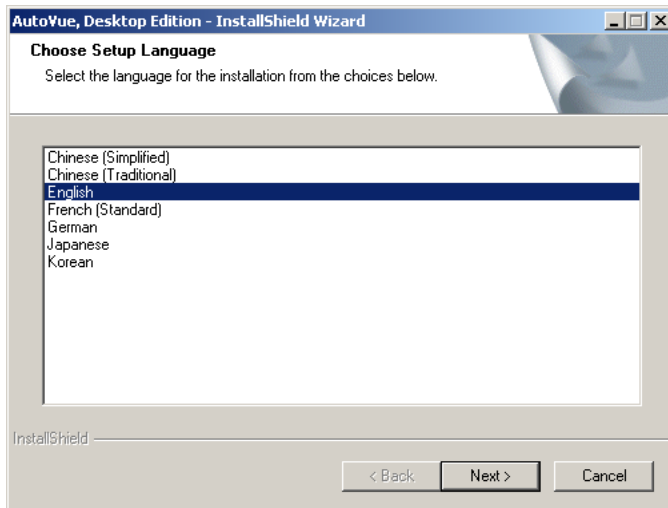 AutoVue, Desktop Edition - InstallShield Wizard
Choose Setup Language
Select the language for the installation from the choices below.
Chinese (Simplified)
Chinese (Traditional)
English
French (Standard)
German
Japanese
Korean
InstallShield
< Back Next > Cancel